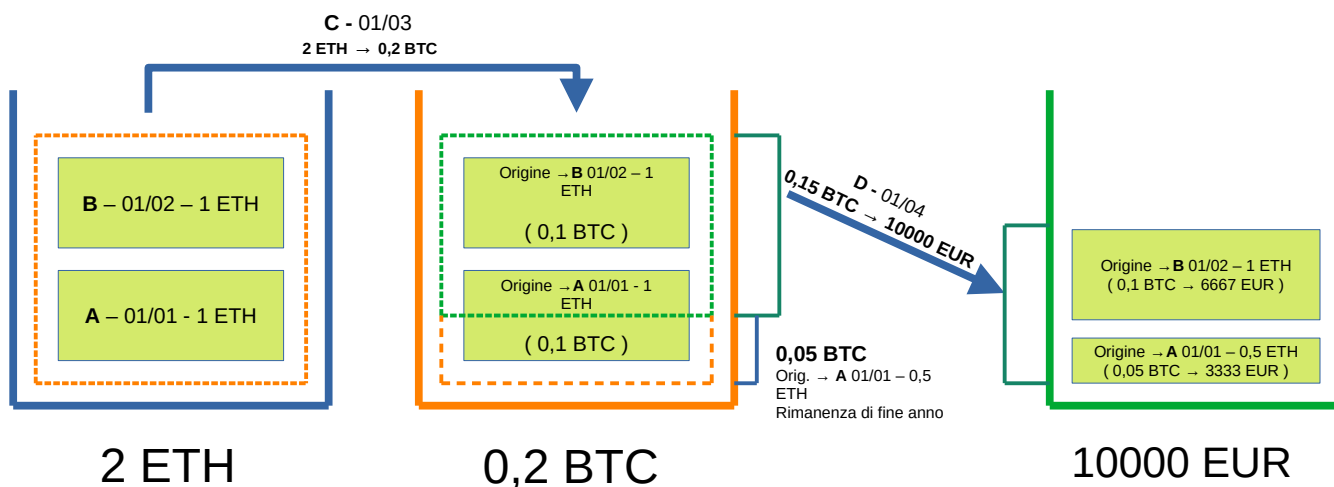 C - 01/03
2 ETH → 0,2 BTC
B – 01/02 – 1 ETH
A – 01/01 - 1 ETH
2 ETH
Origine →B 01/02 – 1
ETH
( 0,1 BTC )
Origine →A 01/01 - 1
ETH
( 0,1 BTC )
0,2 BTC
0,05 BTC
Orig. → A 01/01 – 0,5
ETH
Rimanenza di fine anno
D - 01/04
0,15 BTC → 10000 EUR
Origine →B 01/02 – 1 ETH
( 0,1 BTC → 6667 EUR )
Origine →A 01/01 – 0,5 ETH
( 0,05 BTC → 3333 EUR )
10000 EUR